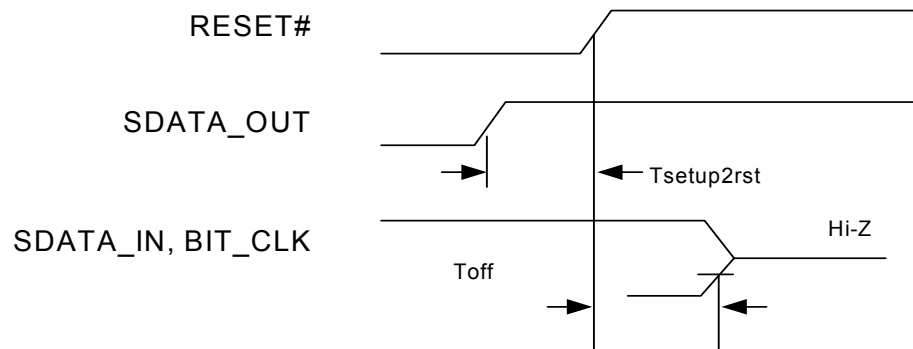 RESET#
SDATA_OUT
Tsetup2rst
SDATA_IN, BIT_CLK
Hi-Z
Toff